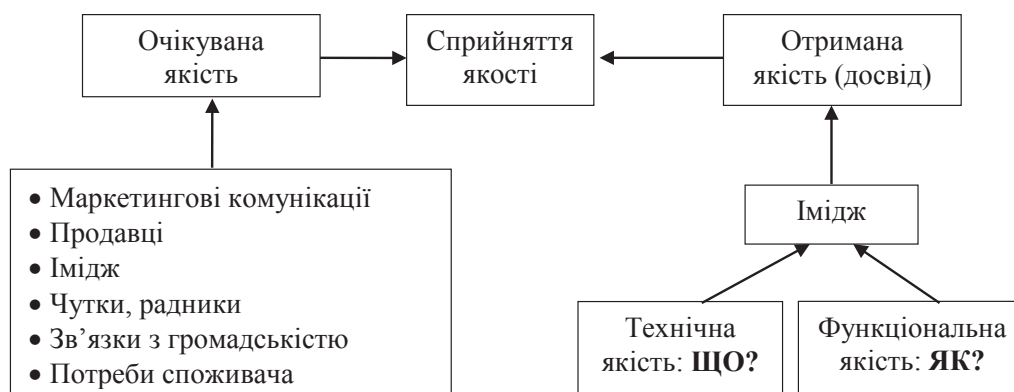 Очікувана
якість
Сприйняття
якості
Отримана
якість (досвід)
• Маркетингові комунікації
• Продавці
• Імідж
• Чутки, радники
• Зв’язки з громадськістю
• Потреби споживача
Імідж
Технічна
якість: ЩО?
Функціональна
якість: ЯК?